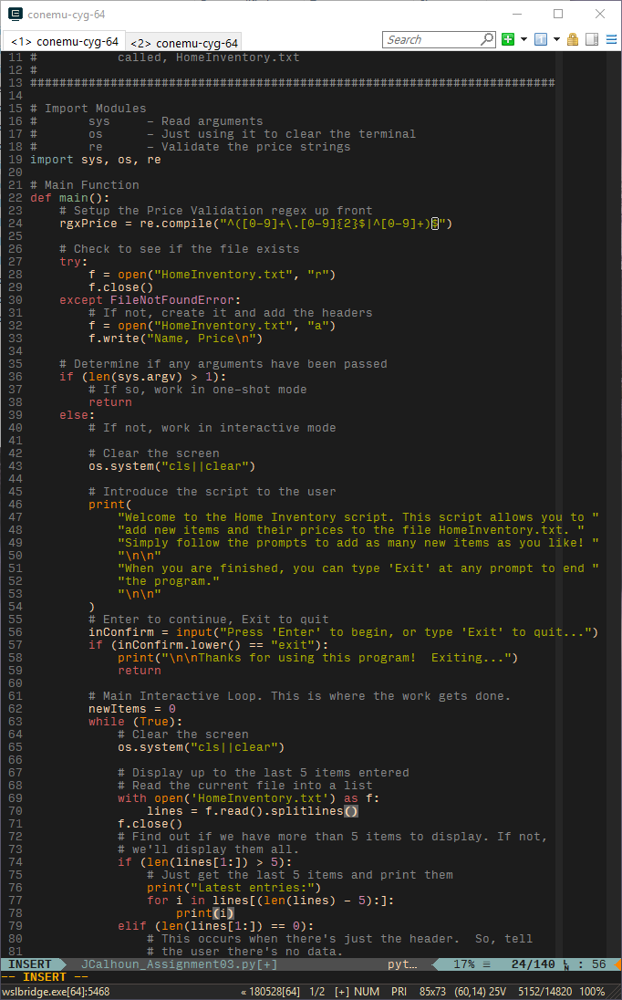 conemu-cyg-64
<1> conemu-cyg-64
<2> conemu-cyg-64
Search
11 #           called, HomeInventory.txt
12 #
13 ########################################################################
14
15 # Import Modules
16 #       sys     - Read arguments
17 #       os      - Just using it to clear the terminal
18 #       re      - Validate the price strings
19 import sys, os, re
20
21 # Main Function
22 def main():
23     # Setup the Price Validation regex up front
24     rgxPrice = re.compile("^([0-9]+\.[0-9]{2}$|^[0-9]+)$")
25
26     # Check to see if the file exists
27     try:
28         f = open("HomeInventory.txt", "r")
29         f.close()
30     except FileNotFoundError:
31         # If not, create it and add the headers
32         f = open("HomeInventory.txt", "a")
33         f.write("Name, Price\n")
34
35     # Determine if any arguments have been passed
36     if (len(sys.argv) > 1):
37         # If so, work in one-shot mode
38         return
39     else:
40         # If not, work in interactive mode
41
42         # Clear the screen
43         os.system("cls||clear")
44
45         # Introduce the script to the user
46         print(
47             "Welcome to the Home Inventory script. This script allows you to "
48             "add new items and their prices to the file HomeInventory.txt. "
49             "Simply follow the prompts to add as many new items as you like! "
50             "\n\n"
51             "When you are finished, you can type 'Exit' at any prompt to end "
52             "the program."
53             "\n\n"
54         )
55         # Enter to continue, Exit to quit
56         inConfirm = input("Press 'Enter' to begin, or type 'Exit' to quit...")
57         if (inConfirm.lower() == "exit"):
58             print("\n\nThanks for using this program!  Exiting...")
59             return
60
61         # Main Interactive Loop. This is where the work gets done.
62         newItems = 0
63         while (True):
64             # Clear the screen
65             os.system("cls||clear")
66
67             # Display up to the last 5 items entered
68             # Read the current file into a list
69             with open('HomeInventory.txt') as f:
70                 lines = f.read().splitlines()
71             f.close()
72             # Find out if we have more than 5 items to display. If not,
73             # we'll display them all.
74             if (len(lines[1:]) > 5):
75                 # Just get the last 5 items and print them
76                 print("Latest entries:")
77                 for i in lines[(len(lines) - 5):]:
78                     print(i)
79             elif (len(lines[1:]) == 0):
80                 # This occurs when there's just the header.  So, tell
81                 # the user there's no data.
INSERT JCalhoun_Assignment03.py[+] pyt… 17% ≡ 24/140 ㏑ : 56
-- INSERT --
wslbridge.exe[64]:5468 « 180528[64] 1/2 [+] NUM PRI 85x73 (60,14) 25V 5152/14820 100%